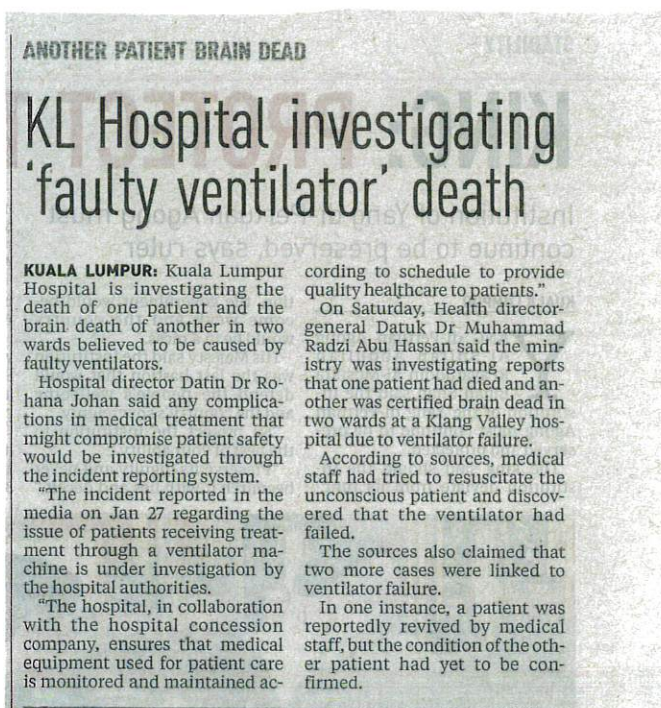 ANOTHER PATIENT BRAIN DEAD
KL Hospital investigating
‘faulty ventilator’ death
KUALA LUMPUR: Kuala Lumpur
Hospital is investigating the
death of one patient and the
brain death of another in two
wards believed to be caused by
faulty ventilators.
Hospital director Datin Dr Ro-
hana Johan said any complica-
tions in medical treatment that
might compromise patient safety
would be investigated through
the incident reporting system.
“The incident reported in the
media on Jan 27 regarding the
issue of patients receiving treat-
ment through a ventilator ma-
chine is under investigation by
the hospital authorities.
“The hospital, in collaboration
with the hospital concession
company, ensures that medical
equipment used for patient care
is monitored and maintained ac-
cording to schedule to provide
quality healthcare to patients.”
On Saturday, Health director-
general Datuk Dr Muhammad
Radzi Abu Hassan said the min-
istry was investigating reports
that one patient had died and an-
other was certified brain dead in
two wards at a Klang Valley hos-
pital due to ventilator failure.
According to sources, medical
staff had tried to resuscitate the
unconscious patient and discov-
ered that the ventilator had
failed.
The sources also claimed that
two more cases were linked to
ventilator failure.
In one instance, a patient was
reportedly revived by medical
staff, but the condition of the oth-
er patient had yet to be con-
firmed.